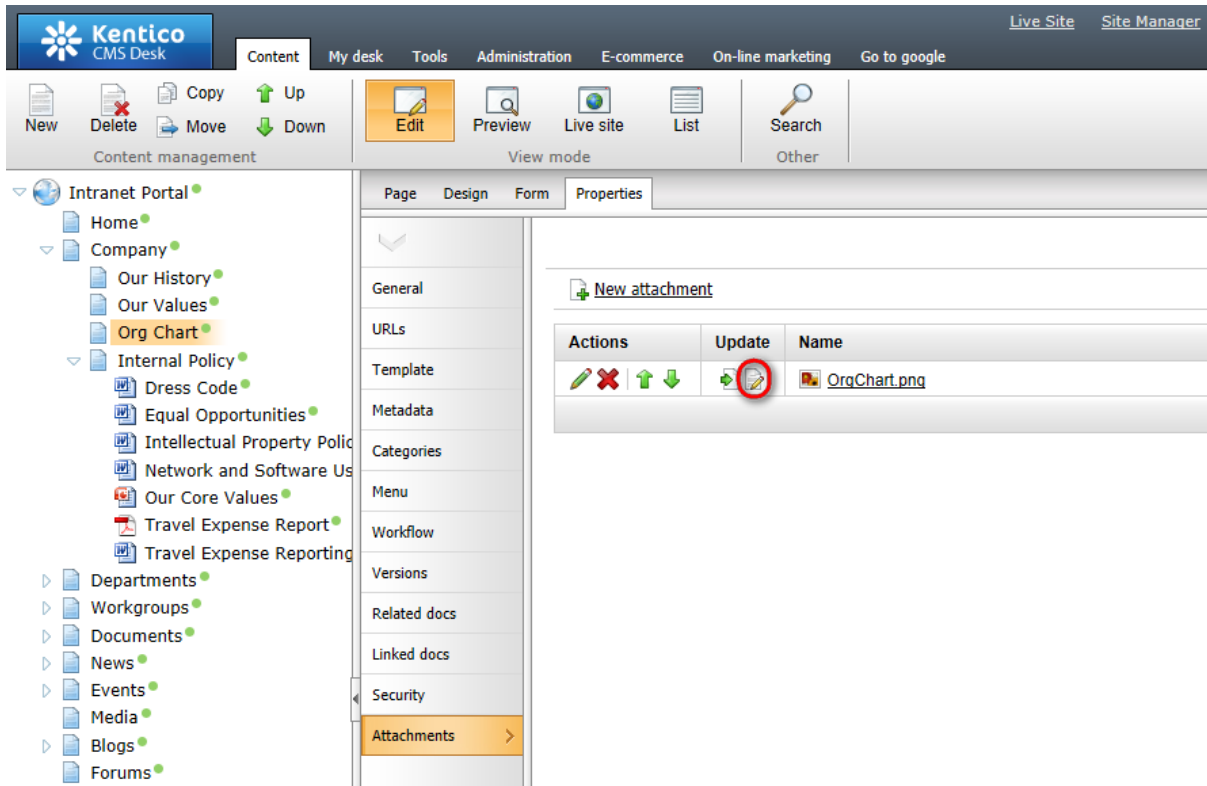 Live Site Site Manager
Kentico
CMS Desk
Content My desk Tools Administration E-commerce On-line marketing Go to google
Copy Up
New Delete Move Down Edit Preview Live site List Search
Content management View mode Other
Intranet Portal
Home
Company
Our History
Our Values
Org Chart
Internal Policy
Dress Code
Equal Opportunities
Intellectual Property Polic
Network and Software Us
Our Core Values
Travel Expense Report
Travel Expense Reporting
Departments
Workgroups
Documents
News
Events
Media
Blogs
Forums
Page Design Form Properties
General
URLs
Template
Metadata
Categories
Menu
Workflow
Versions
Related docs
Linked docs
Security
Attachments >
New attachment
Actions Update Name
OrgChart.png